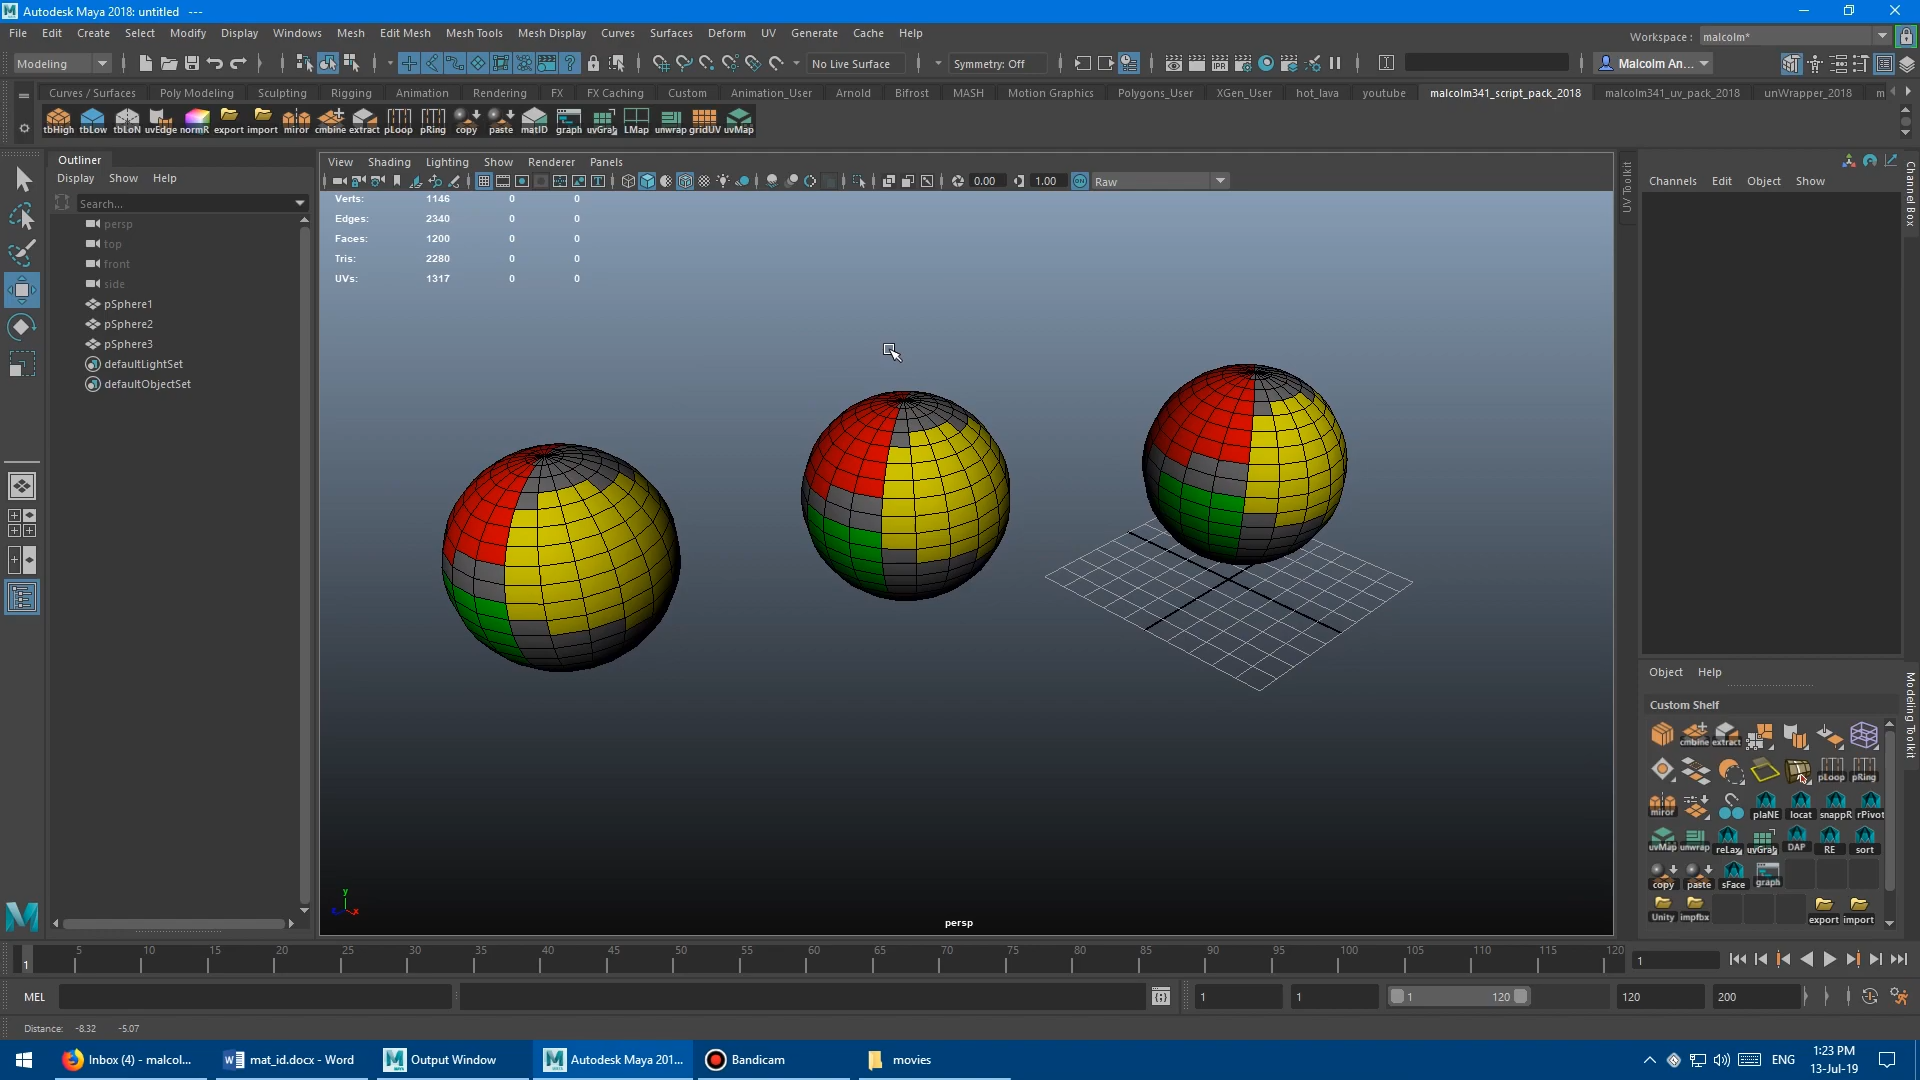 Autodesk Maya 2018: untitled   ---
File Edit Create Select Modify Display Windows Mesh Edit Mesh Mesh Tools Mesh Display Curves Surfaces Deform UV Generate Cache Help
Workspace : malcolm*
Modeling No Live Surface Symmetry: Off Malcolm An...
Curves / Surfaces Poly Modeling Sculpting Rigging Animation Rendering FX FX Caching Custom Animation_User Arnold Bifrost MASH Motion Graphics Polygons_User XGen_User hot_lava youtube malcolm341_script_pack_2018 malcolm341_uv_pack_2018 unWrapper_2018 m
tbHigh tbLow tbLoN uvEdge normR export import miror cmbine extract pLoop pRing copy paste matID graph uvGrab LMap unwrap gridUV uvMap
Outliner
Display Show Help
Search...
persp
top
front
side
pSphere1
pSphere2
pSphere3
defaultLightSet
defaultObjectSet
View Shading Lighting Show Renderer Panels
0.00 1.00 ON Raw
Verts: 1146 0 0
Edges: 2340 0 0
Faces: 1200 0 0
Tris: 2280 0 0
UVs: 1317 0 0
y
x
persp
UV Toolkit
Channels Edit Object Show
Channel Box
Object Help
Modeling Toolkit
Custom Shelf
cmbine extract
pLoop pRing
miror plaNE locat snappR rPivot
uvMap unwrap reLax uvGrab DAP RE sort
copy paste sFace graph
Unity impfbx export import
1 5 10 15 20 25 30 35 40 45 50 55 60 65 70 75 80 85 90 95 100 105 110 115 120 1
MEL 1 1 1 120 120 200
Distance: -8.32 -5.07
Inbox (4) - malcol... mat_id.docx - Word Output Window Autodesk Maya 201... Bandicam movies ENG 1:23 PM
13-Jul-19